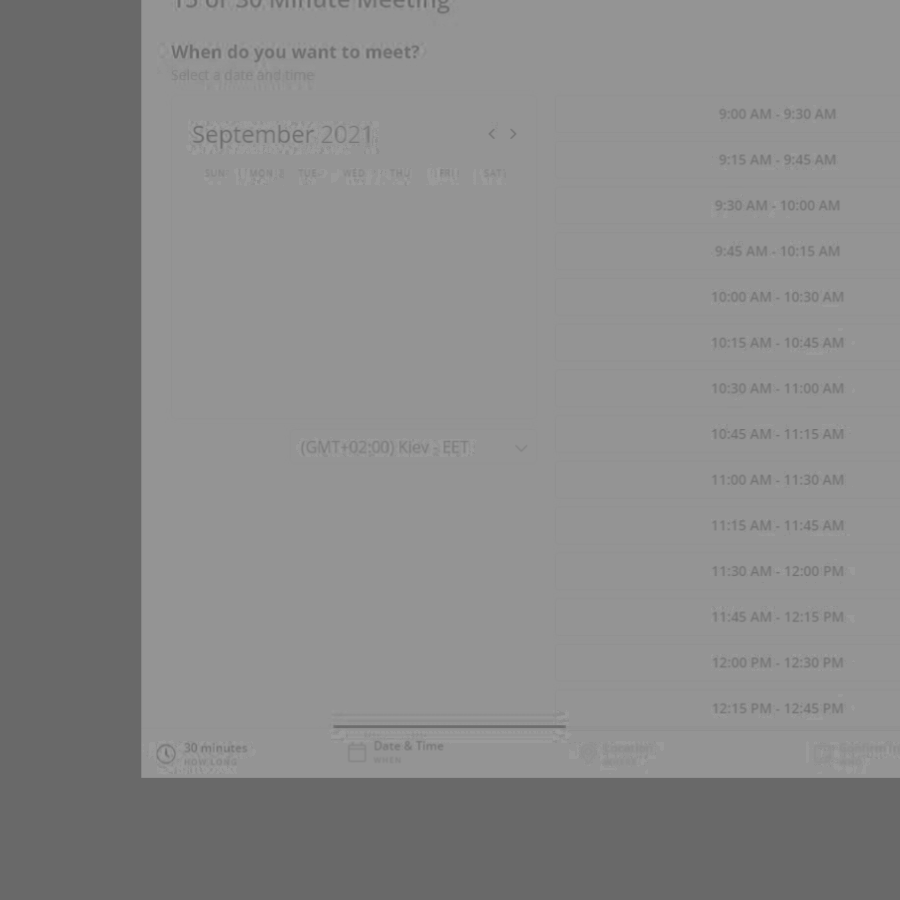 15 or 30 Minute Meeting
When do you want to meet?
Select a date and time
September 2021
SUN MON TUE WED THU FRI SAT
(GMT+02:00) Kiev - EET
9:00 AM - 9:30 AM
9:15 AM - 9:45 AM
9:30 AM - 10:00 AM
9:45 AM - 10:15 AM
10:00 AM - 10:30 AM
10:15 AM - 10:45 AM
10:30 AM - 11:00 AM
10:45 AM - 11:15 AM
11:00 AM - 11:30 AM
11:15 AM - 11:45 AM
11:30 AM - 12:00 PM
11:45 AM - 12:15 PM
12:00 PM - 12:30 PM
12:15 PM - 12:45 PM
30 minutes
HOW LONG
Date & Time
WHEN